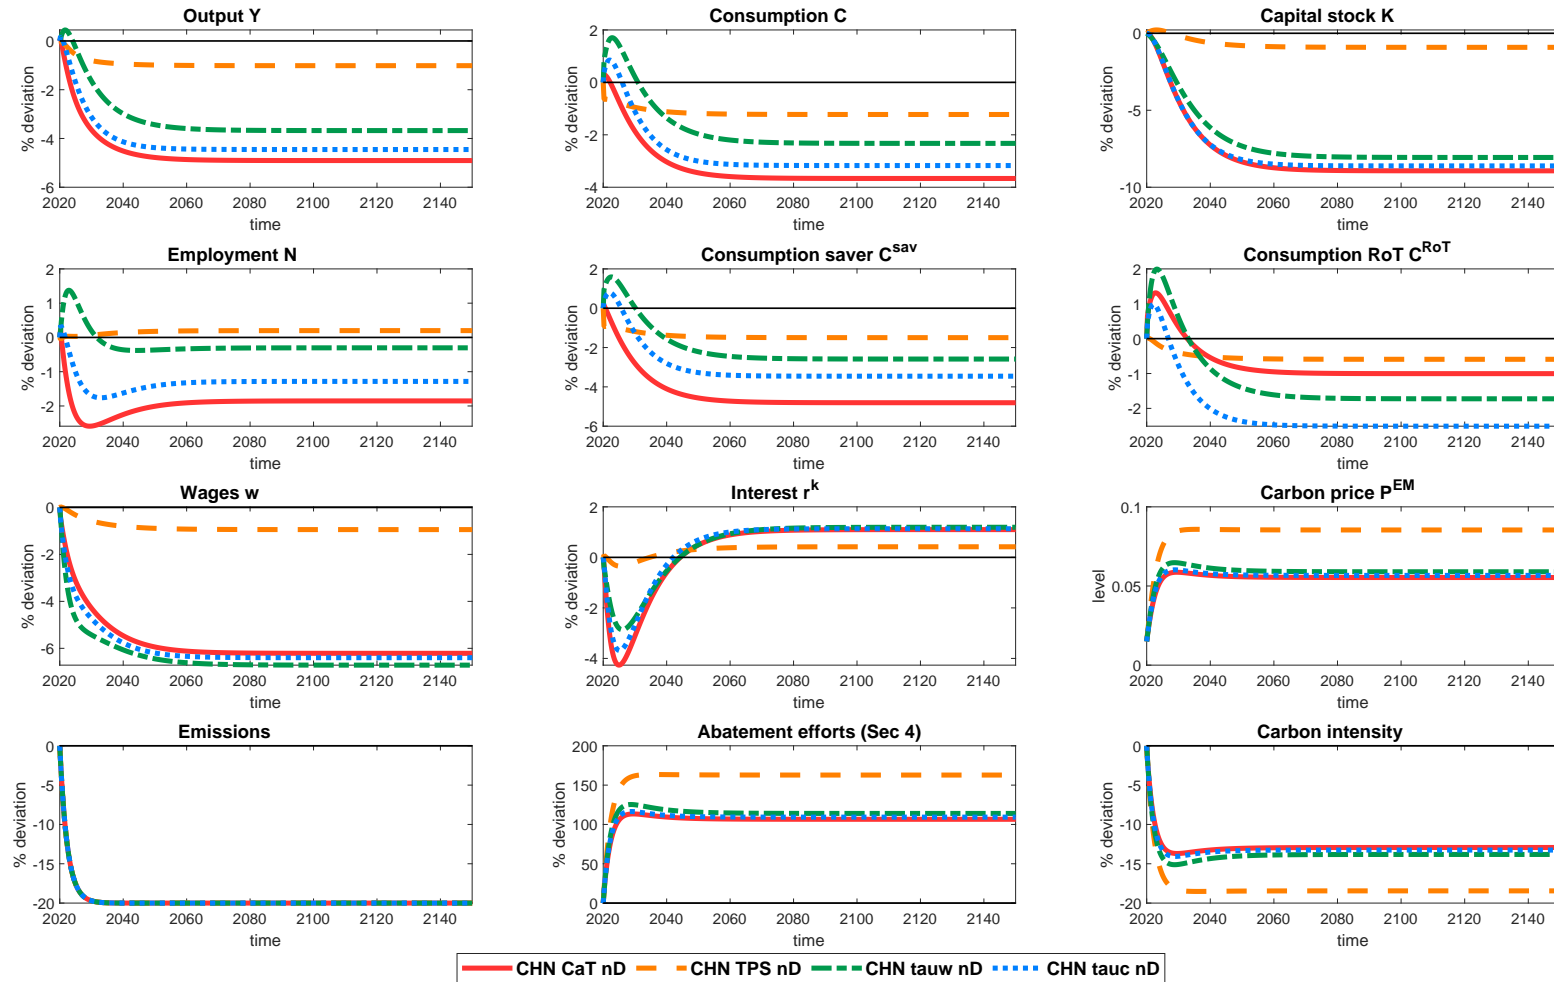 Output Y
Consumption C
Capital stock K
% deviation
0
-2
-4
-6
2020 2040 2060 2080 2100 2120 2140
time
% deviation
2
0
-2
-4
2020 2040 2060 2080 2100 2120 2140
time
% deviation
0
-5
-10
2020 2040 2060 2080 2100 2120 2140
time
Employment N
Consumption saver C^sav
Consumption RoT C^RoT
% deviation
2
1
0
-1
-2
2020 2040 2060 2080 2100 2120 2140
time
% deviation
2
0
-2
-4
-6
2020 2040 2060 2080 2100 2120 2140
time
% deviation
2
1
0
-1
-2
2020 2040 2060 2080 2100 2120 2140
time
Wages w
Interest r^k
Carbon price P^EM
% deviation
0
-2
-4
-6
2020 2040 2060 2080 2100 2120 2140
time
% deviation
2
0
-2
-4
2020 2040 2060 2080 2100 2120 2140
time
level
0.1
0.05
0
2020 2040 2060 2080 2100 2120 2140
time
Emissions
Abatement efforts (Sec 4)
Carbon intensity
% deviation
0
-5
-10
-15
-20
2020 2040 2060 2080 2100 2120 2140
time
% deviation
200
150
100
50
0
2020 2040 2060 2080 2100 2120 2140
time
% deviation
0
-5
-10
-15
-20
2020 2040 2060 2080 2100 2120 2140
time
CHN CaT nD CHN TPS nD CHN tauw nD CHN tauc nD